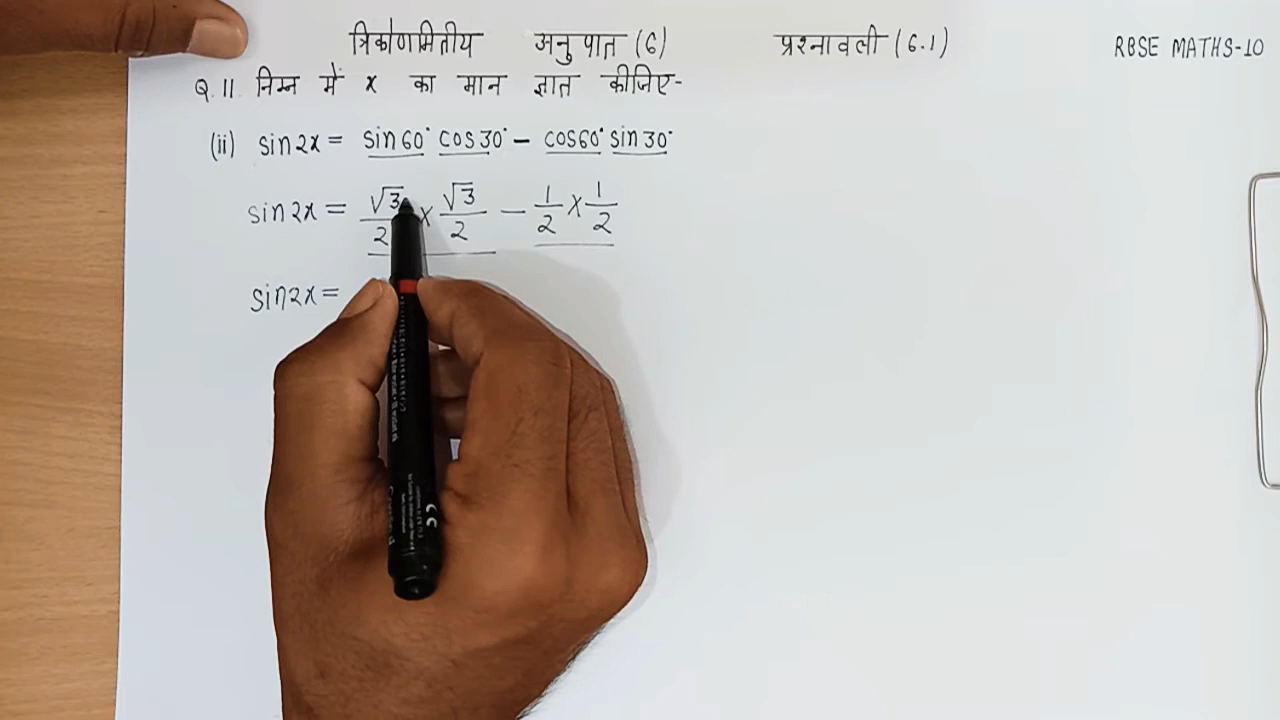 त्रिकोणमितीय अनुपात (6) प्रश्नावली (6.1) RBSE MATHS-10
Q.11 निम्न में x का मान ज्ञात कीजिए-
(ii) sin2x = sin60° cos30° - cos60° sin30°
sin2x = √3/2 × √3/2 - 1/2 × 1/2
sin2x =